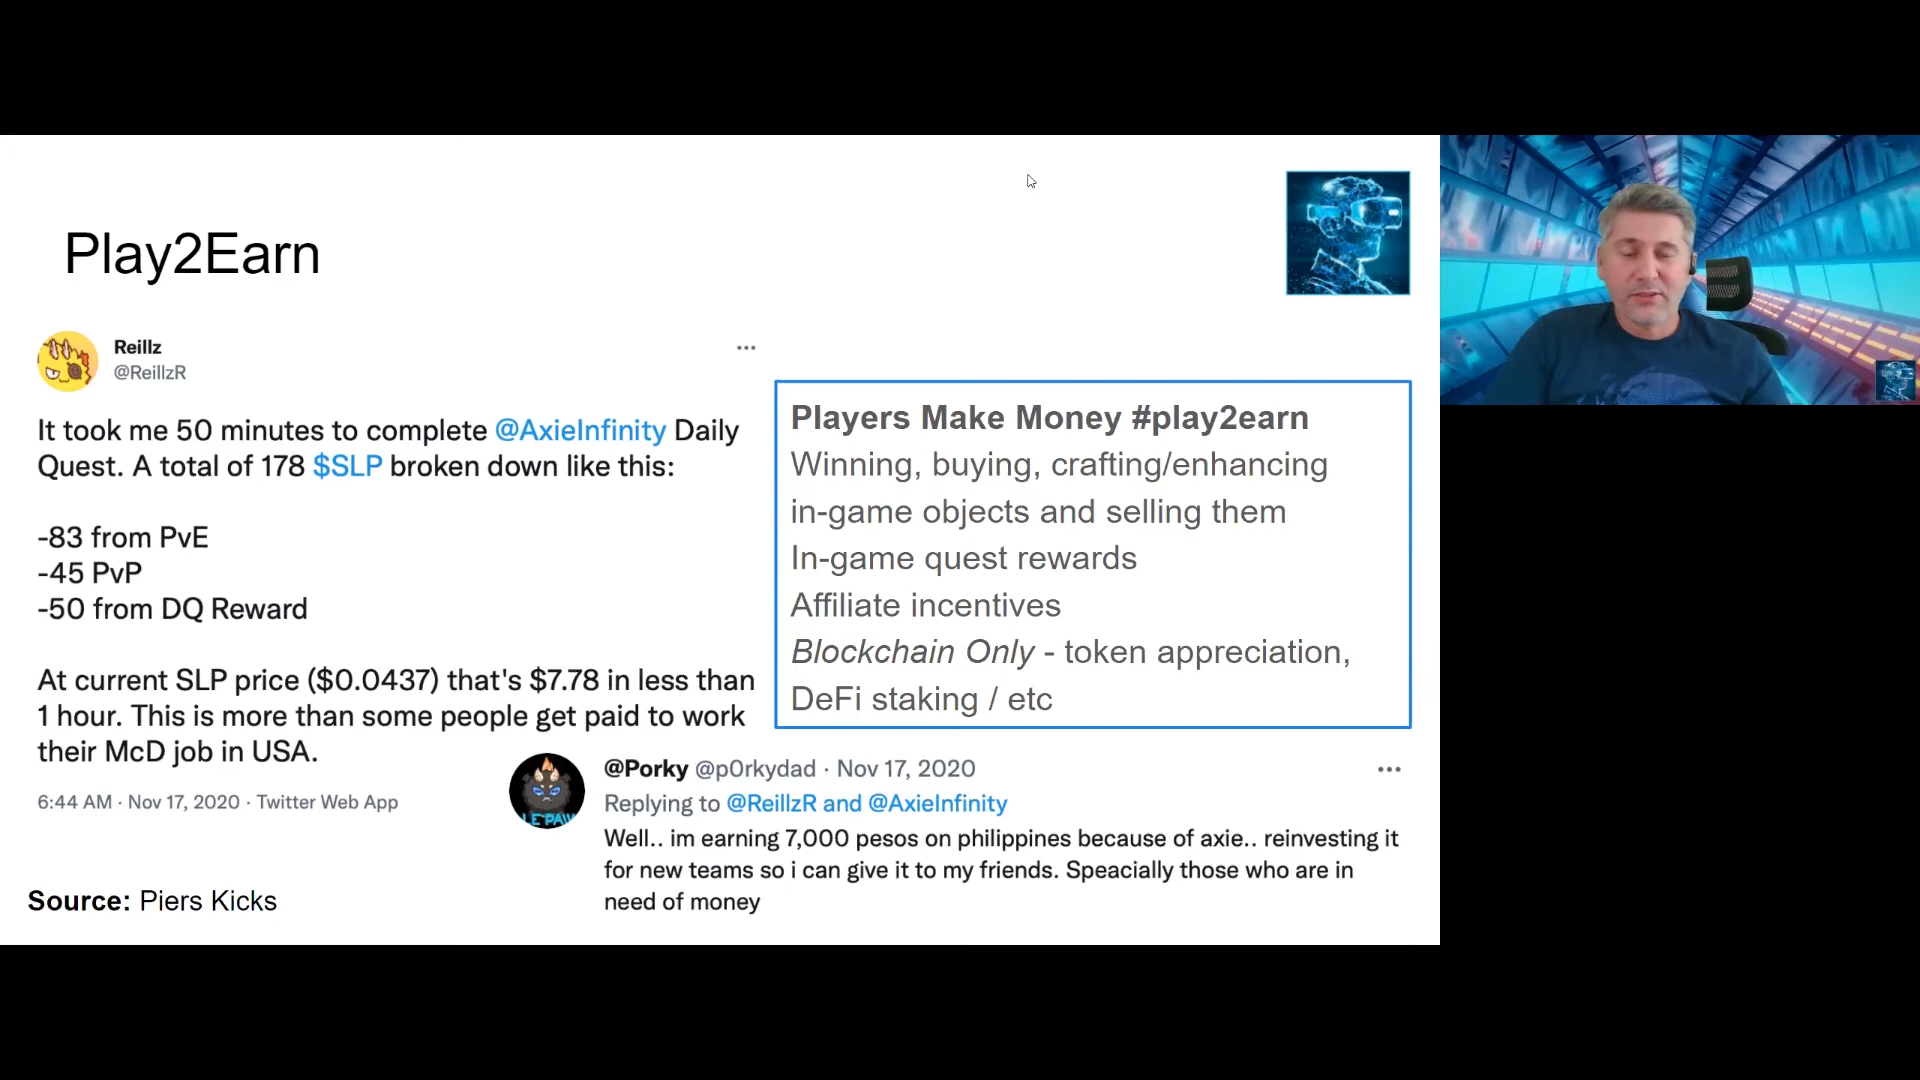 Play2Earn
Reillz
@ReillzR
It took me 50 minutes to complete @AxieInfinity Daily
Quest. A total of 178 $SLP broken down like this:
-83 from PvE
-45 PvP
-50 from DQ Reward
At current SLP price ($0.0437) that's $7.78 in less than
1 hour. This is more than some people get paid to work
their McD job in USA.
6:44 AM · Nov 17, 2020 · Twitter Web App
Players Make Money #play2earn
Winning, buying, crafting/enhancing
in-game objects and selling them
In-game quest rewards
Affiliate incentives
Blockchain Only - token appreciation,
DeFi staking / etc
@Porky @p0rkydad · Nov 17, 2020
Replying to @ReillzR and @AxieInfinity
Well.. im earning 7,000 pesos on philippines because of axie.. reinvesting it
for new teams so i can give it to my friends. Speacially those who are in
need of money
Source: Piers Kicks